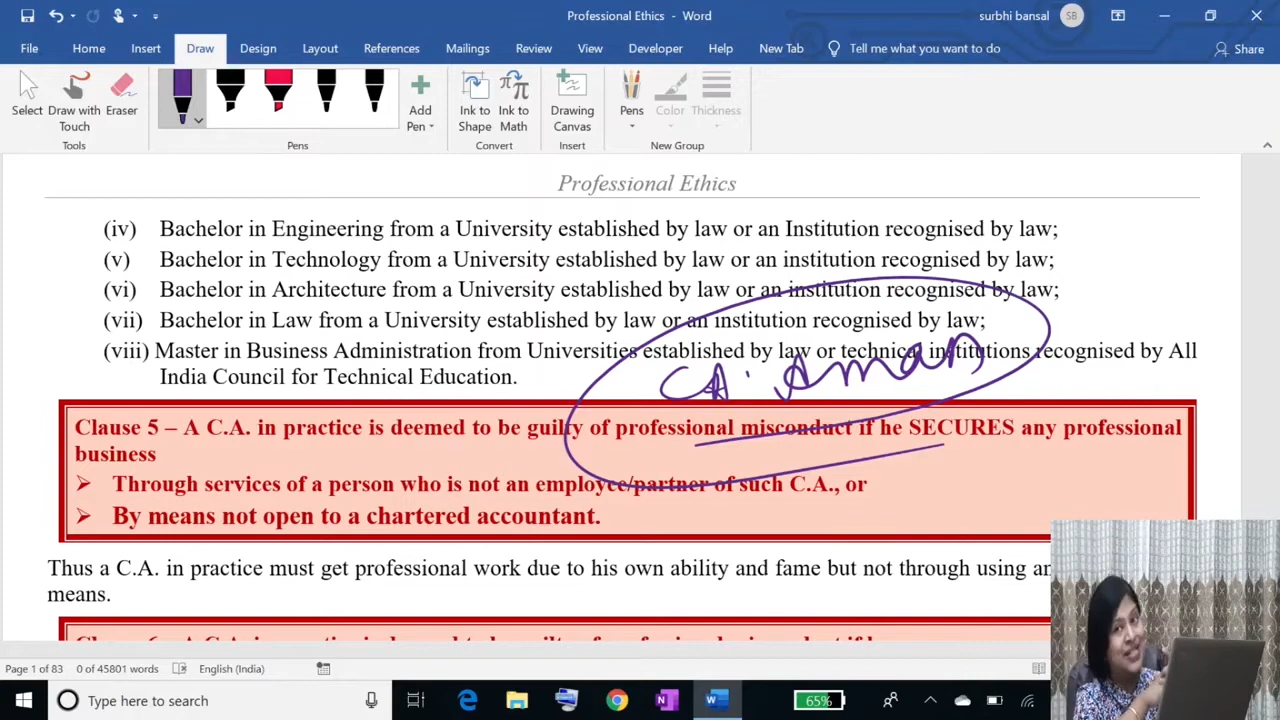 Professional Ethics - Word
surbhi bansal
SB
File
Home
Insert
Draw
Design
Layout
References
Mailings
Review
View
Developer
Help
New Tab
Tell me what you want to do
Share
Select
Draw with
Touch
Eraser
Add
Pen
Ink to
Shape
Ink to
Math
Drawing
Canvas
Pens
Color
Thickness
Tools
Pens
Convert
Insert
New Group
Professional Ethics
(iv) Bachelor in Engineering from a University established by law or an Institution recognised by law;
(v) Bachelor in Technology from a University established by law or an institution recognised by law;
(vi) Bachelor in Architecture from a University established by law or an institution recognised by law;
(vii) Bachelor in Law from a University established by law or an institution recognised by law;
(viii) Master in Business Administration from Universities established by law or technical institutions recognised by All
India Council for Technical Education.
CA. Aman
Clause 5 – A C.A. in practice is deemed to be guilty of professional misconduct if he SECURES any professional
business
➢ Through services of a person who is not an employee/partner of such C.A., or
➢ By means not open to a chartered accountant.
Thus a C.A. in practice must get professional work due to his own ability and fame but not through using
means.
Page 1 of 83
0 of 45801 words
English (India)
Type here to search
65%